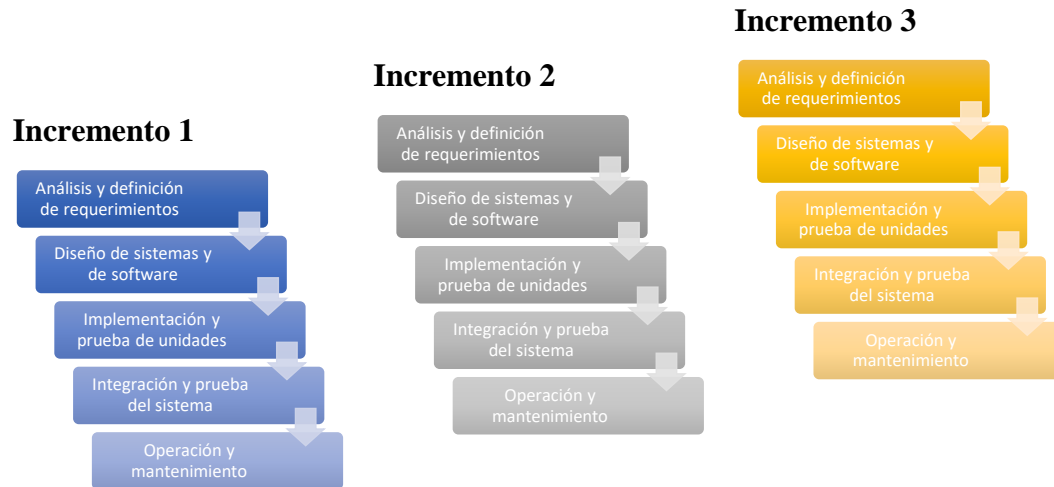 Incremento 1
Análisis y definición
de requerimientos
Diseño de sistemas y
de software
Implementación y
prueba de unidades
Integración y prueba
del sistema
Operación y
mantenimiento
Incremento 2
Análisis y definición
de requerimientos
Diseño de sistemas y
de software
Implementación y
prueba de unidades
Integración y prueba
del sistema
Operación y
mantenimiento
Incremento 3
Análisis y definición
de requerimientos
Diseño de sistemas y
de software
Implementación y
prueba de unidades
Integración y prueba
del sistema
Operación y
mantenimiento